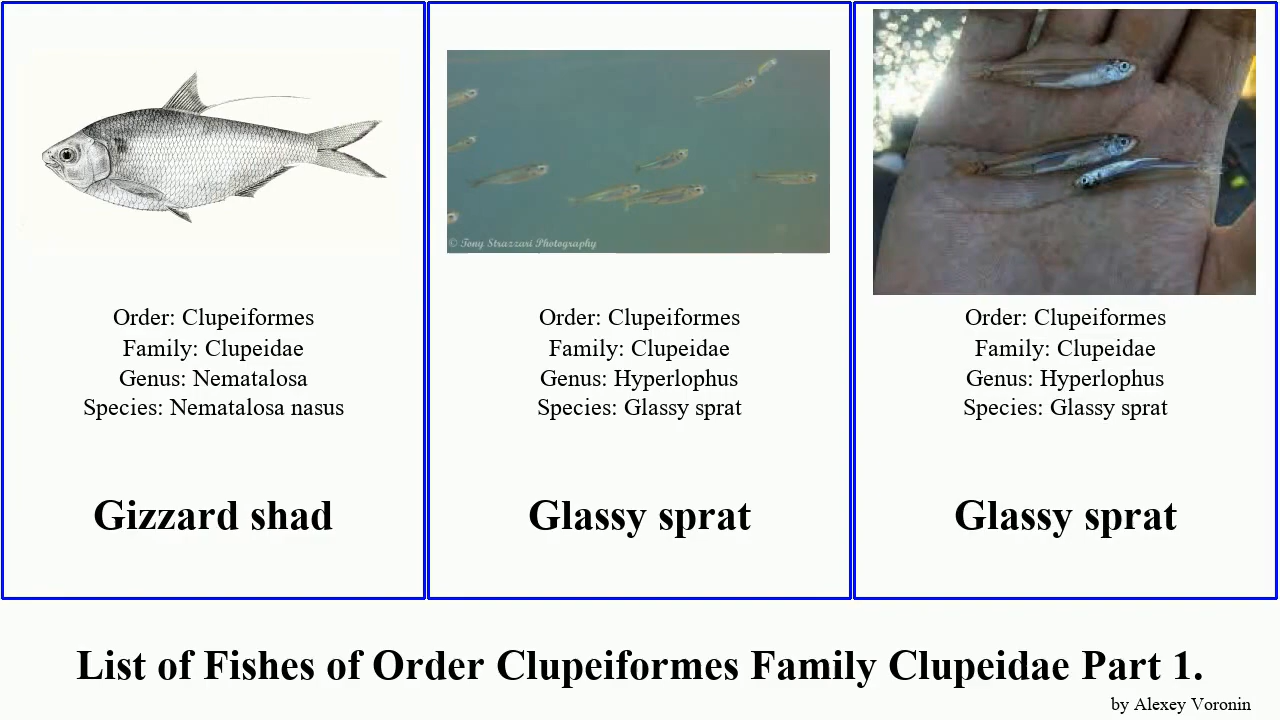 Order: Clupeiformes
Family: Clupeidae
Genus: Nematalosa
Species: Nematalosa nasus
Gizzard shad
© Tony Strazzari Photography
Order: Clupeiformes
Family: Clupeidae
Genus: Hyperlophus
Species: Glassy sprat
Glassy sprat
Order: Clupeiformes
Family: Clupeidae
Genus: Hyperlophus
Species: Glassy sprat
Glassy sprat
List of Fishes of Order Clupeiformes Family Clupeidae Part 1.
by Alexey Voronin